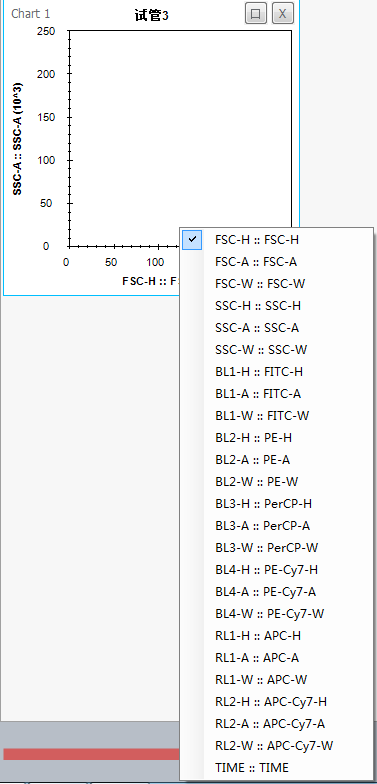 Chart 1
试管3
X
250
200
150
100
50
0
SSC-A :: SSC-A (10^3)
0 50 100
FSC-H :: FS
FSC-H :: FSC-H
FSC-A :: FSC-A
FSC-W :: FSC-W
SSC-H :: SSC-H
SSC-A :: SSC-A
SSC-W :: SSC-W
BL1-H :: FITC-H
BL1-A :: FITC-A
BL1-W :: FITC-W
BL2-H :: PE-H
BL2-A :: PE-A
BL2-W :: PE-W
BL3-H :: PerCP-H
BL3-A :: PerCP-A
BL3-W :: PerCP-W
BL4-H :: PE-Cy7-H
BL4-A :: PE-Cy7-A
BL4-W :: PE-Cy7-W
RL1-H :: APC-H
RL1-A :: APC-A
RL1-W :: APC-W
RL2-H :: APC-Cy7-H
RL2-A :: APC-Cy7-A
RL2-W :: APC-Cy7-W
TIME :: TIME